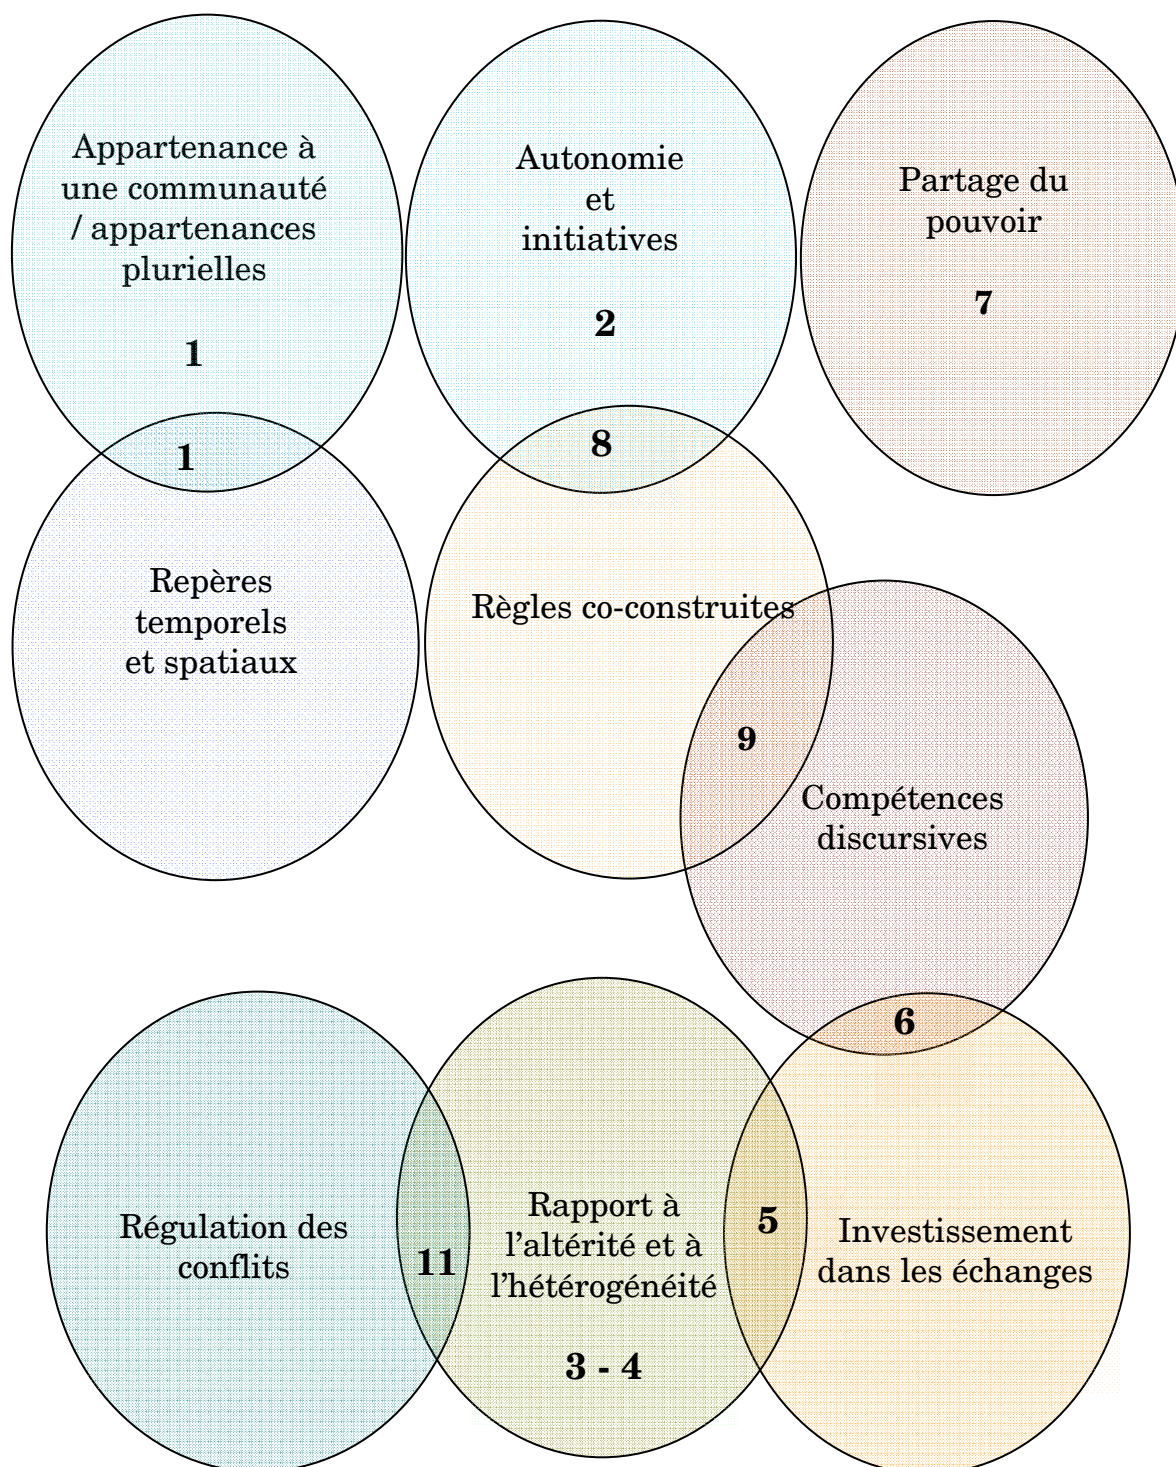 Appartenance à
une communauté
/ appartenances
plurielles
1
Autonomie
et
initiatives
2
Partage du
pouvoir
7
1
8
Repères
temporels
et spatiaux
Règles co-construites
9
Compétences
discursives
6
Régulation des
conflits
11
Rapport à
l'altérité et à
l'hétérogénéité
3 - 4
5
Investissement
dans les échanges